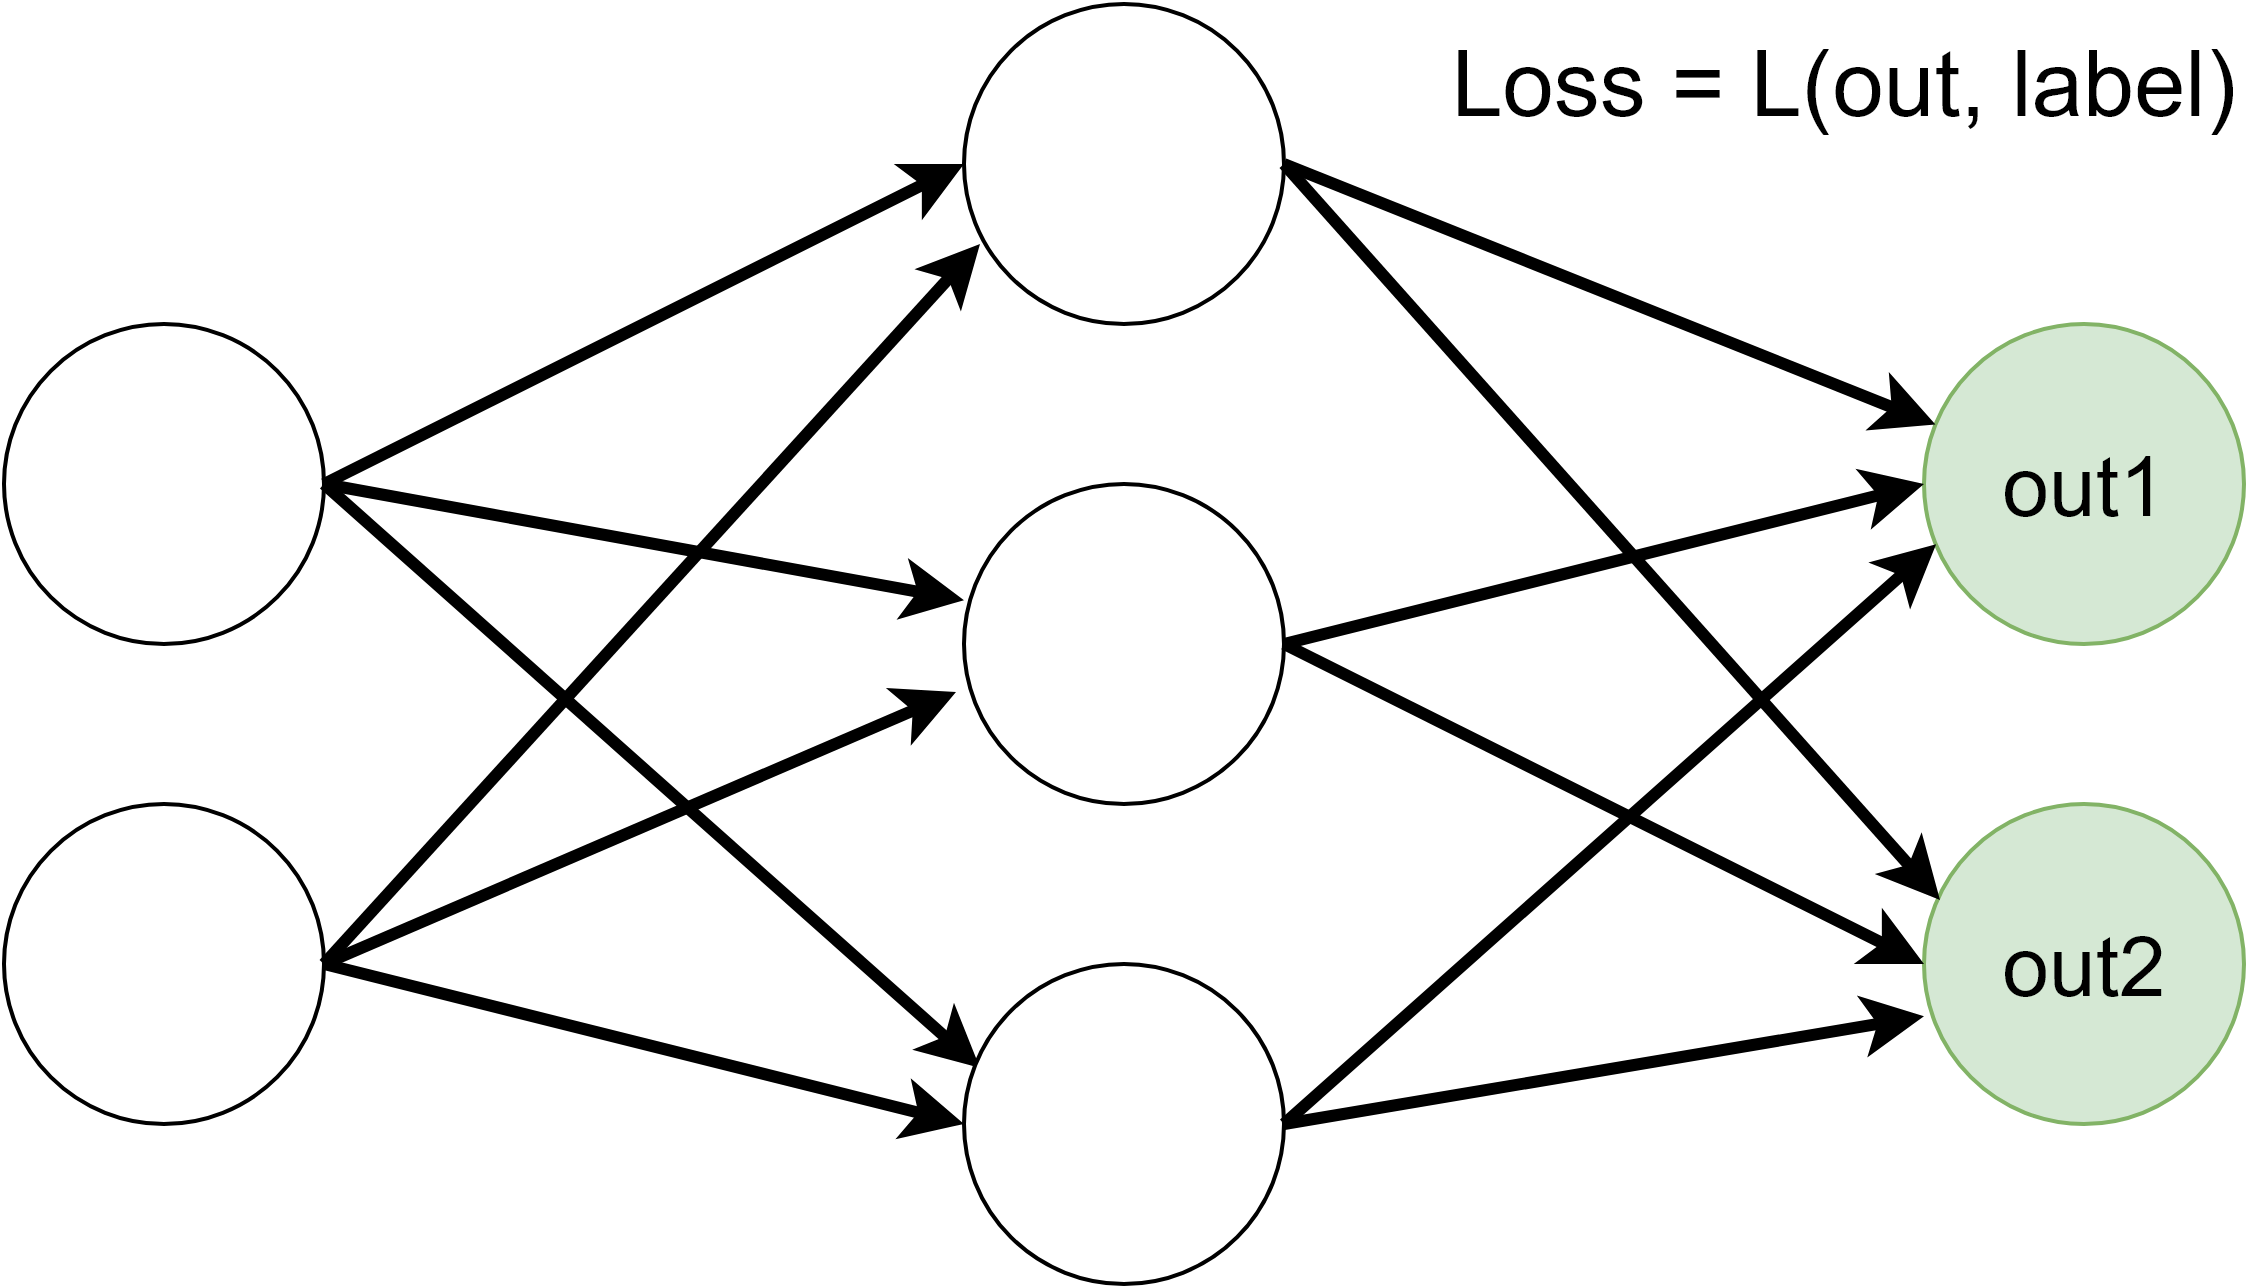 Loss = L(out, label)
out1
out2